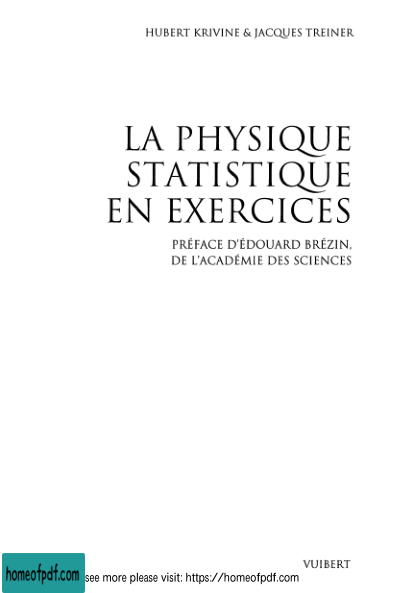 HUBERT KRIVINE & JACQUES TREINER
LA PHYSIQUE
STATISTIQUE
EN EXERCICES
PRÉFACE D'ÉDOUARD BRÉZIN,
DE L'ACADÉMIE DES SCIENCES
VUIBERT
homeofpdf.com see more please visit: https://homeofpdf.com